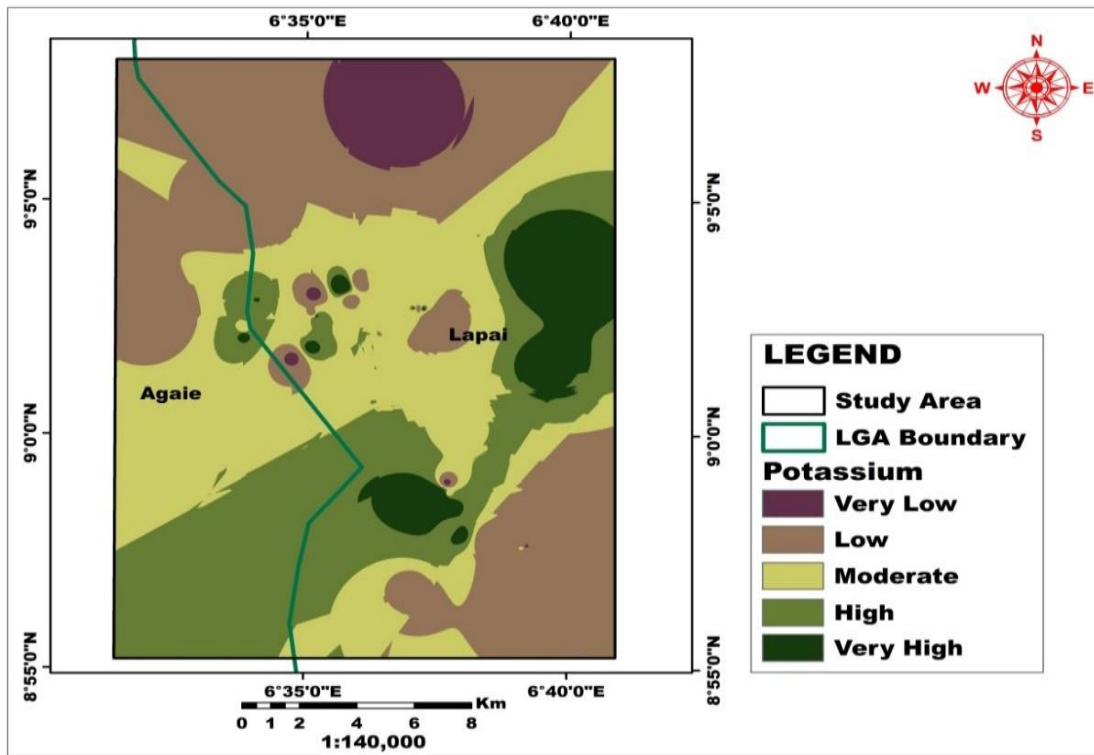 6°35'0"E 6°40'0"E
N
W E
S
9°5'0"N 9°5'0"N
Lapai
Agaie
9°0'0"N 9°0'0"N
8°55'0"N 8°55'0"N
6°35'0"E 6°40'0"E
Km
0 1 2 4 6 8
1:140,000
LEGEND
Study Area
LGA Boundary
Potassium
Very Low
Low
Moderate
High
Very High